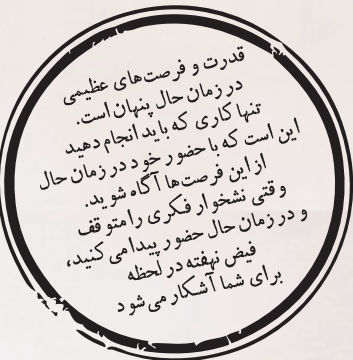 قدرت و فرصت‌های عظیمی
در زمان حال پنهان است.
تنها کاری که باید انجام دهید
این است که با حضور خود در زمان حال
از این فرصت‌ها آگاه شوید.
وقتی نشخوار فکری را متوقف
و در زمان حال حضور پیدا می کنید،
فیض نهفته در لحظه
برای شما آشکار می شود